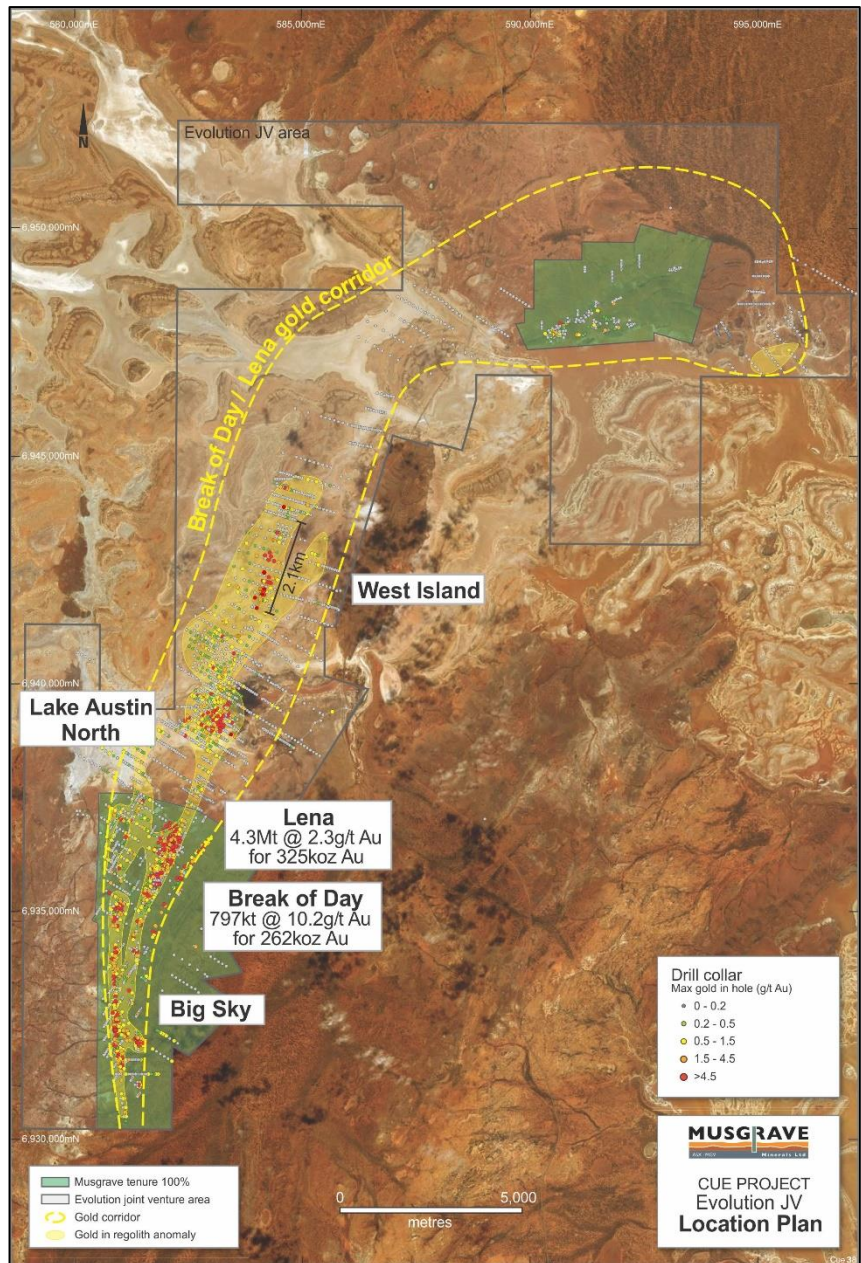 580,000mE
585,000mE
590,000mE
595,000mE
Evolution JV area
N
6,950,000mN
Break of Day / Lena gold corridor
6,945,000mN
2.1km
West Island
6,940,000mN
Lake Austin
North
Lena
4.3Mt @ 2.3g/t Au
for 325koz Au
Break of Day
797kt @ 10.2g/t Au
for 262koz Au
6,935,000mN
Big Sky
6,930,000mN
Drill collar
Max gold in hole (g/t Au)
0 - 0.2
0.2 - 0.5
0.5 - 1.5
1.5 - 4.5
>4.5
Musgrave tenure 100%
Evolution joint venture area
Gold corridor
Gold in regolith anomaly
0 5,000
metres
MUSGRAVE
Minerals Ltd
CUE PROJECT
Evolution JV
Location Plan